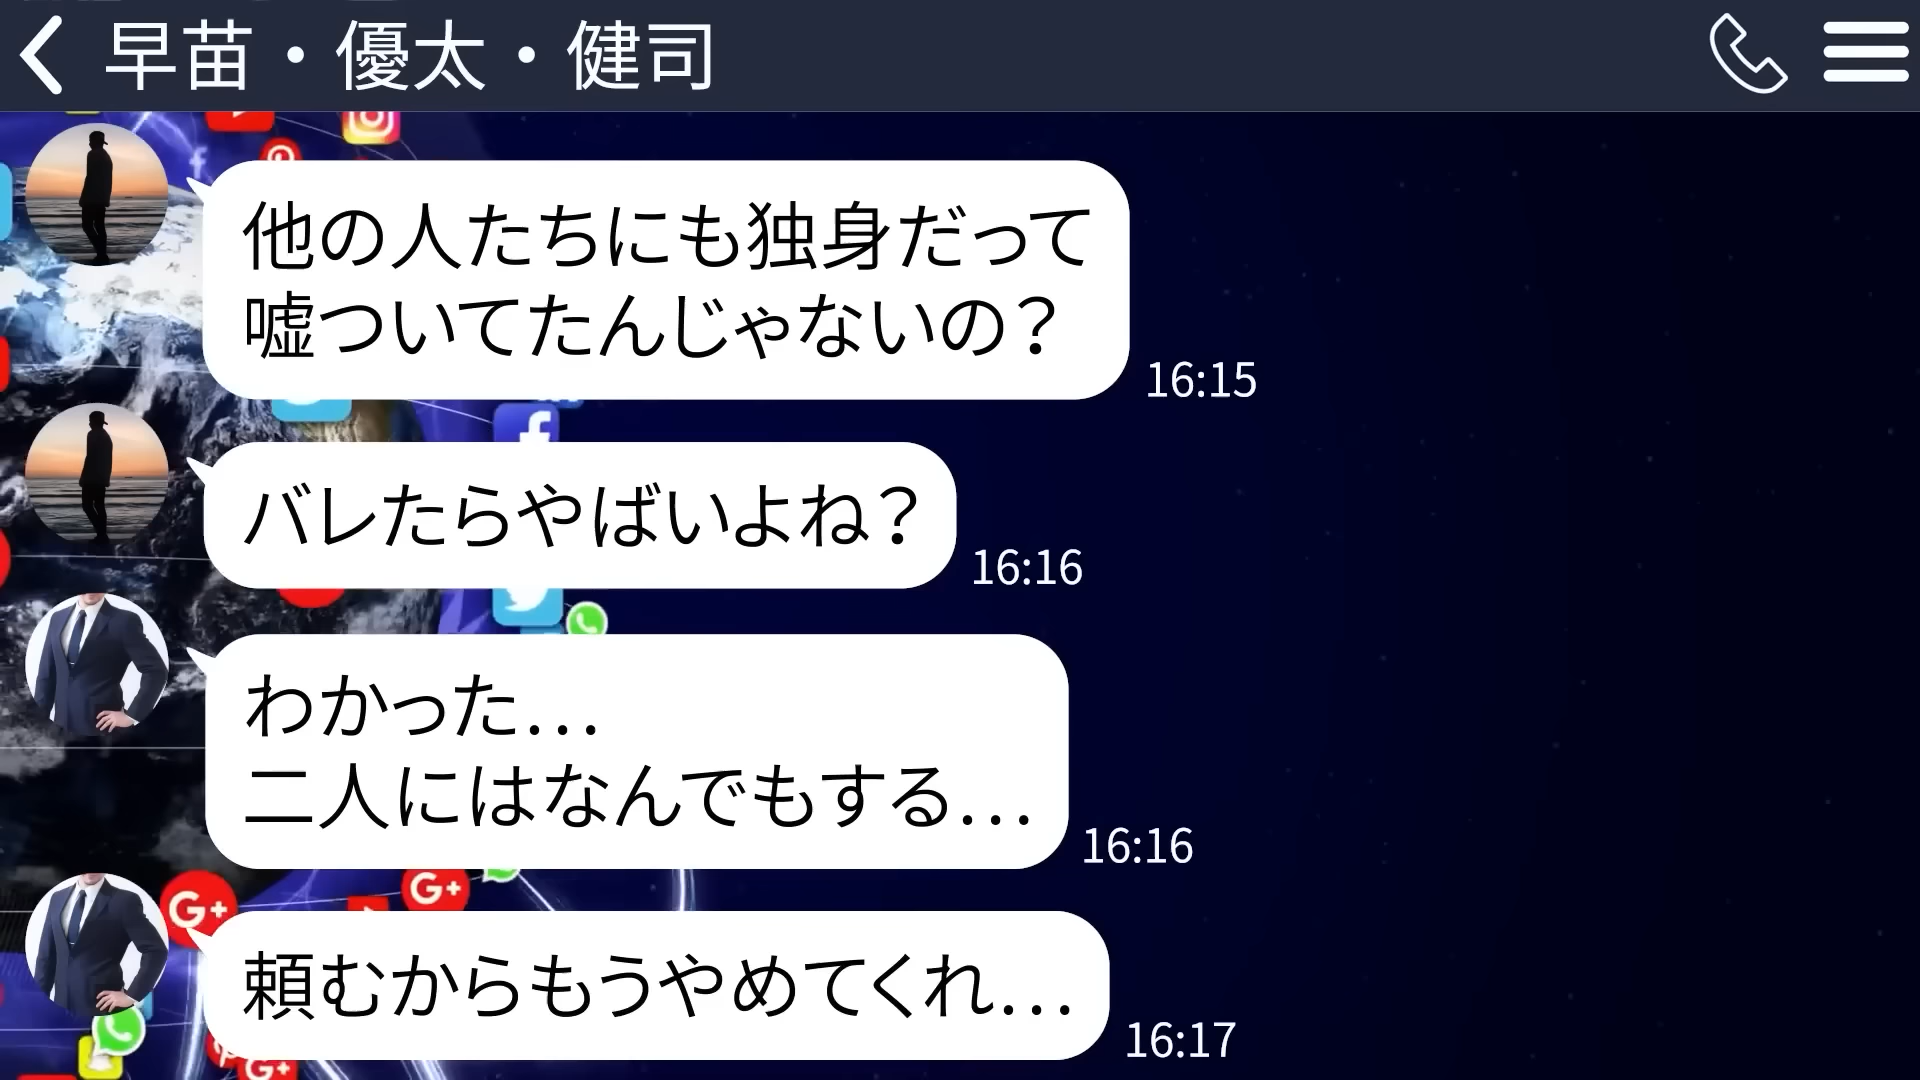 早苗・優太・健司
他の人たちにも独身だって
嘘ついてたんじゃないの？
16:15
バレたらやばいよね？
16:16
わかった…
二人にはなんでもする…
16:16
頼むからもうやめてくれ…
16:17
G+
G+
G+